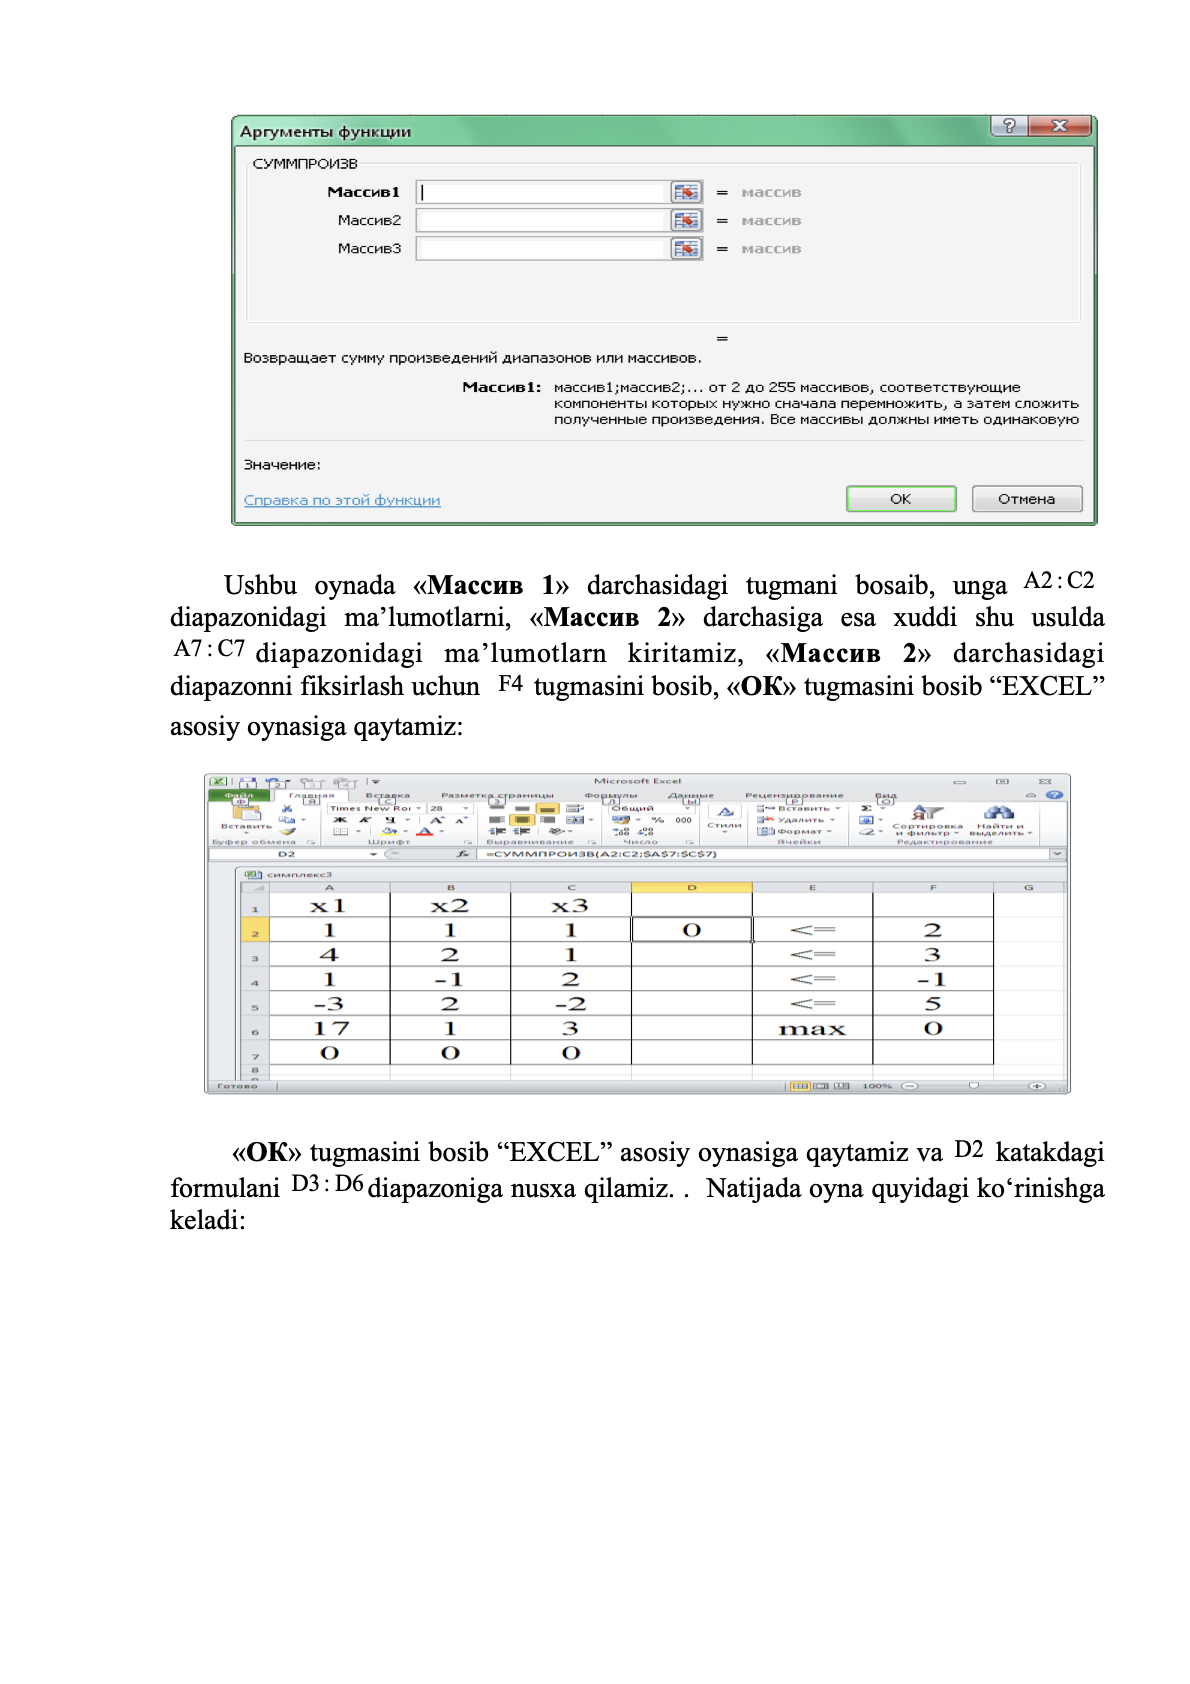 Аргументы функции
СУММПРОИЗВ
Массив1 = массив
Массив2 = массив
Массив3 = массив
=
Возвращает сумму произведений диапазонов или массивов.
Массив1: массив1;массив2;... от 2 до 255 массивов, соответствующие
компоненты которых нужно сначала перемножить, а затем сложить
полученные произведения. Все массивы должны иметь одинаковую
Значение:
Справка по этой функции
ОК Отмена
Ushbu oynada «Массив 1» darchasidagi tugmani bosaib, unga A2 : C2
diapazonidagi ma’lumotlarni, «Массив 2» darchasiga esa xuddi shu usulda
A7 : C7 diapazonidagi ma’lumotlarn kiritamiz, «Массив 2» darchasidagi
diapazonni fiksirlash uchun F4 tugmasini bosib, «ОК» tugmasini bosib “EXCEL”
asosiy oynasiga qaytamiz:
Microsoft Excel
Файл Главная Вставка Разметка страницы Формулы Данные Рецензирование Вид
Times New Roi 28 Общий Вставить Σ
Вставить Ж К Ч A A % 000 Стили Удалить Сортировка Найти и
A Формат и фильтр выделить
Буфер обмена Шрифт Выравнивание Число Ячейки Редактирование
D2 fx =СУММПРОИЗВ(A2:C2;$A$7:$C$7)
симплекс3
A B C D E F G
1 x1 x2 x3
2 1 1 1 0 <= 2
3 4 2 1 <= 3
4 1 -1 2 <= -1
5 -3 2 -2 <= 5
6 17 1 3 max 0
7 0 0 0
8
Готово 100%
«ОК» tugmasini bosib “EXCEL” asosiy oynasiga qaytamiz va D2 katakdagi
formulani D3 : D6 diapazoniga nusxa qilamiz. . Natijada oyna quyidagi ko‘rinishga
keladi: